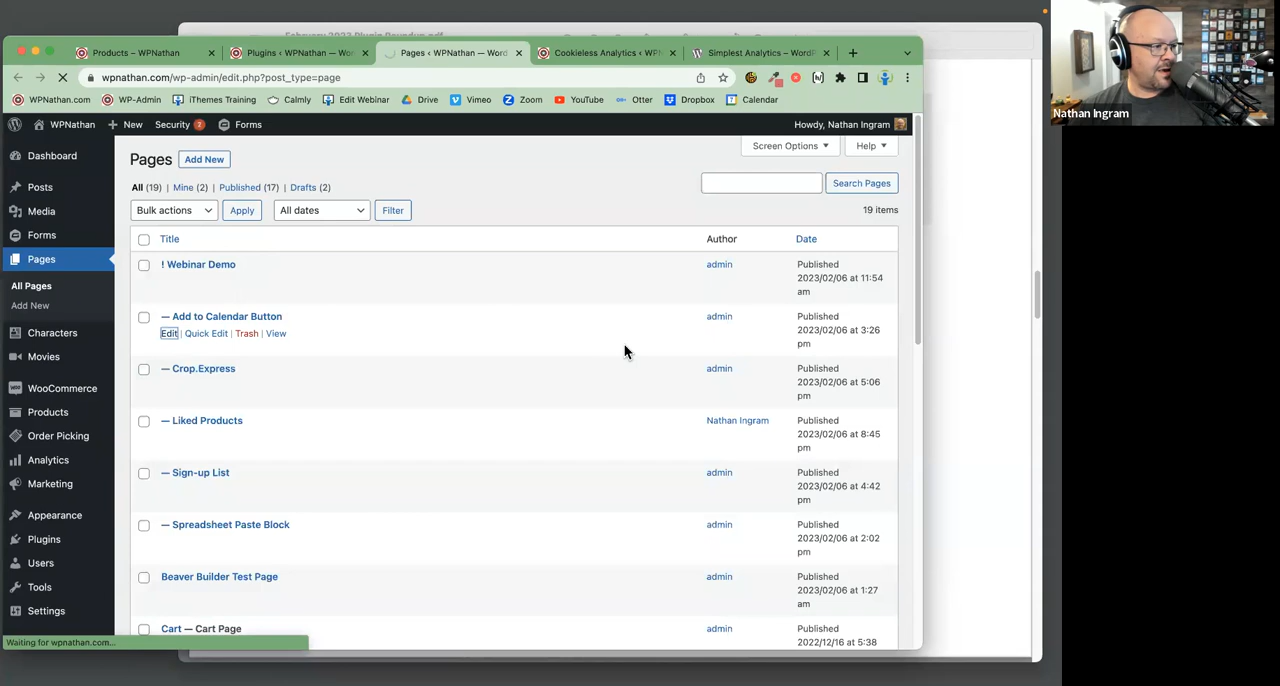 February 2023 Plugin Roundup.pdf
Products – WPNathan
Plugins ‹ WPNathan — Wor
Pages ‹ WPNathan — Word
Cookieless Analytics ‹ WPN
Simplest Analytics – WordP
wpnathan.com/wp-admin/edit.php?post_type=page
WPNathan.com WP-Admin iThemes Training Calmly Edit Webinar Drive Vimeo Zoom YouTube Otter Dropbox Calendar
WPNathan New Security 2 Forms Howdy, Nathan Ingram
Nathan Ingram
Screen Options ▼ Help ▼
Dashboard
Posts
Media
Forms
Pages
All Pages
Add New
Characters
Movies
WooCommerce
Products
Order Picking
Analytics
Marketing
Appearance
Plugins
Users
Tools
Settings
Pages Add New
All (19) | Mine (2) | Published (17) | Drafts (2)
Search Pages
Bulk actions Apply All dates Filter
19 items
Title Author Date
! Webinar Demo admin Published
2023/02/06 at 11:54
am
— Add to Calendar Button admin Published
Edit | Quick Edit | Trash | View
2023/02/06 at 3:26
pm
— Crop.Express admin Published
2023/02/06 at 5:06
pm
— Liked Products Nathan Ingram Published
2023/02/06 at 8:45
pm
— Sign-up List admin Published
2023/02/06 at 4:42
pm
— Spreadsheet Paste Block admin Published
2023/02/06 at 2:02
pm
Beaver Builder Test Page admin Published
2023/02/06 at 1:27
am
Cart — Cart Page admin Published
2022/12/16 at 5:38
Waiting for wpnathan.com...